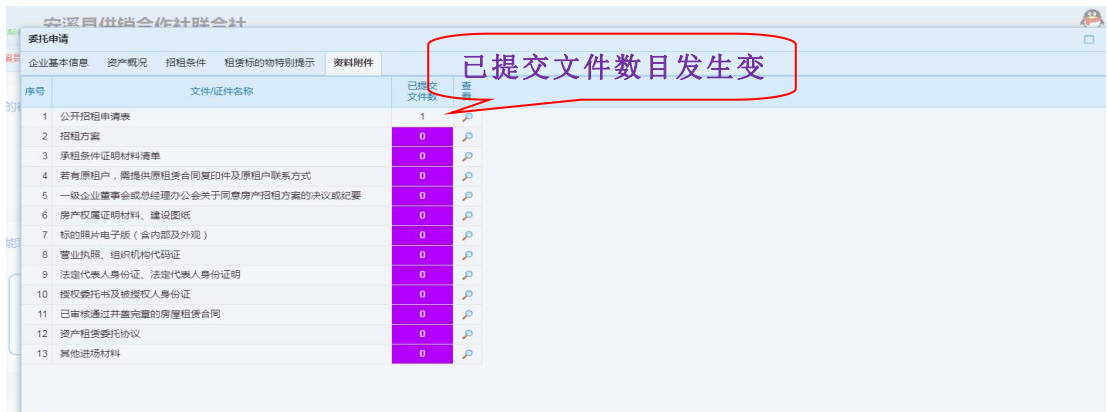 安溪县供销合作社联合社
委托申请
企业基本信息 资产概况 招租条件 租赁标的物特别提示 资料附件
已提交文件数目发生变
序号 文件/证件名称 已提交文件数 查看
1 公开招租申请表 1
2 招租方案 0
3 承租条件证明材料清单 0
4 若有原租户，需提供原租赁合同复印件及原租户联系方式 0
5 一级企业董事会或总经理办公会关于同意房产招租方案的决议或纪要 0
6 房产权属证明材料、建设图纸 0
7 标的照片电子版（含内部及外观） 0
8 营业执照、组织机构代码证 0
9 法定代表人身份证、法定代表人身份证明 0
10 授权委托书及被授权人身份证 0
11 已审核通过并盖完章的房屋租赁合同 0
12 资产租赁委托协议 0
13 其他进场材料 0